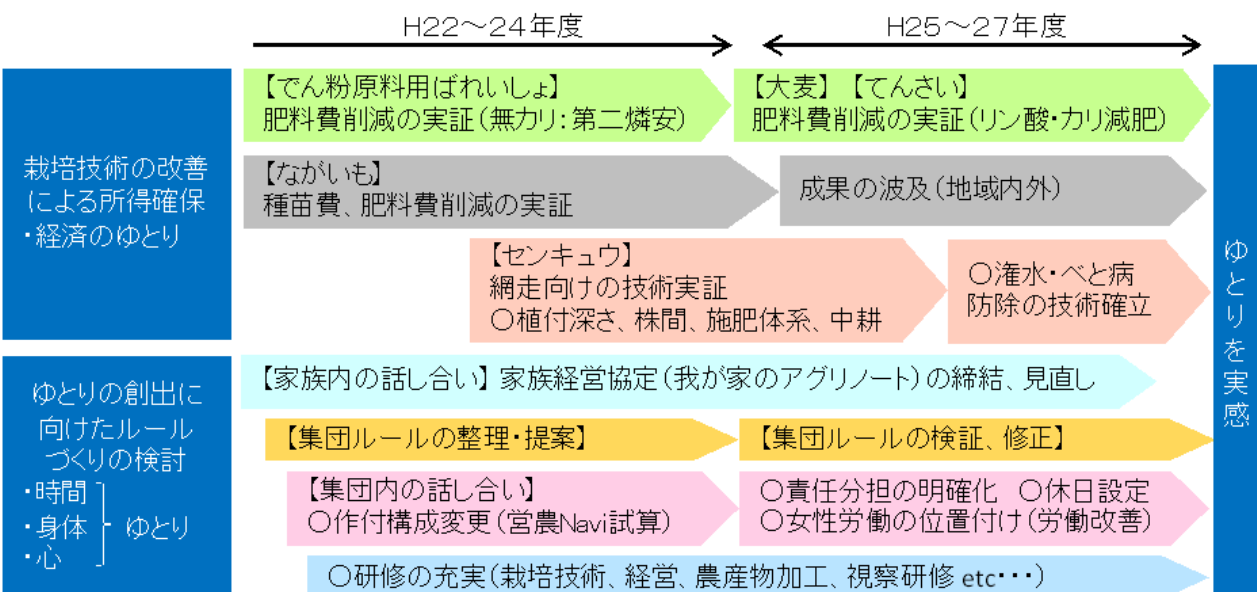 H22～24年度
H25～27年度
栽培技術の改善
による所得確保
・経済のゆとり
【でん粉原料用ばれいしょ】
肥料費削減の実証(無カリ:第二燐安)
【大麦】【てんさい】
肥料費削減の実証(リン酸・カリ減肥)
【ながいも】
種苗費、肥料費削減の実証
成果の波及(地域内外)
【センキュウ】
網走向けの技術実証
○植付深さ、株間、施肥体系、中耕
○潅水・べと病
防除の技術確立
ゆとりの創出に
向けたルール
づくりの検討
・時間
・身体
・心
ゆとり
【家族内の話し合い】家族経営協定(我が家のアグリノート)の締結、見直し
【集団ルールの整理・提案】
【集団ルールの検証、修正】
【集団内の話し合い】
○作付構成変更(営農Navi試算)
○責任分担の明確化 ○休日設定
○女性労働の位置付け(労働改善)
○研修の充実(栽培技術、経営、農産物加工、視察研修 etc・・・)
ゆとりを実感